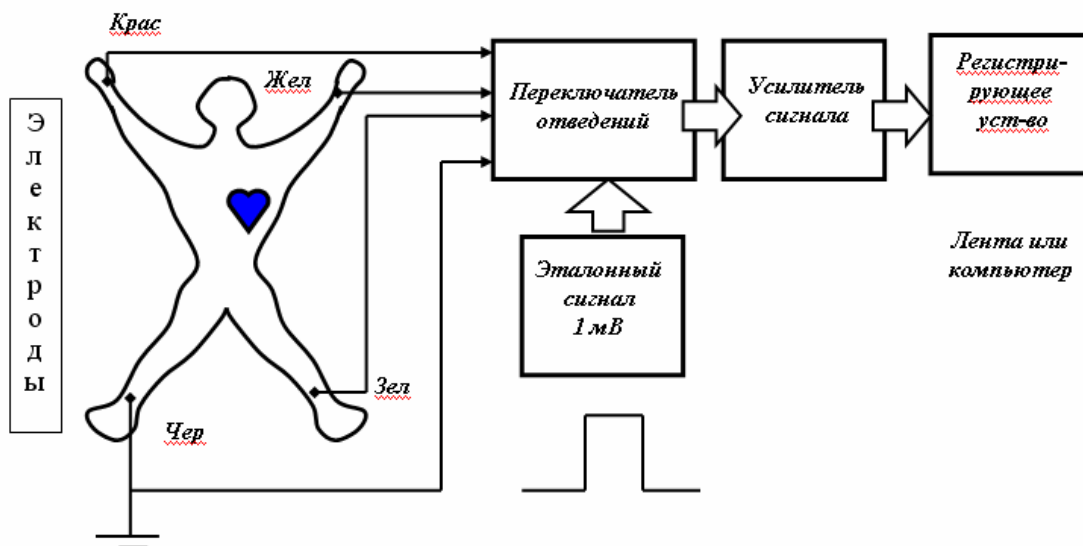 Крас
Жел
Переключатель
отведений
Усилитель
сигнала
Регистри-
рующее
уст-во
Электроды
Эталонный
сигнал
1 мВ
Лента или
компьютер
Зел
Чер